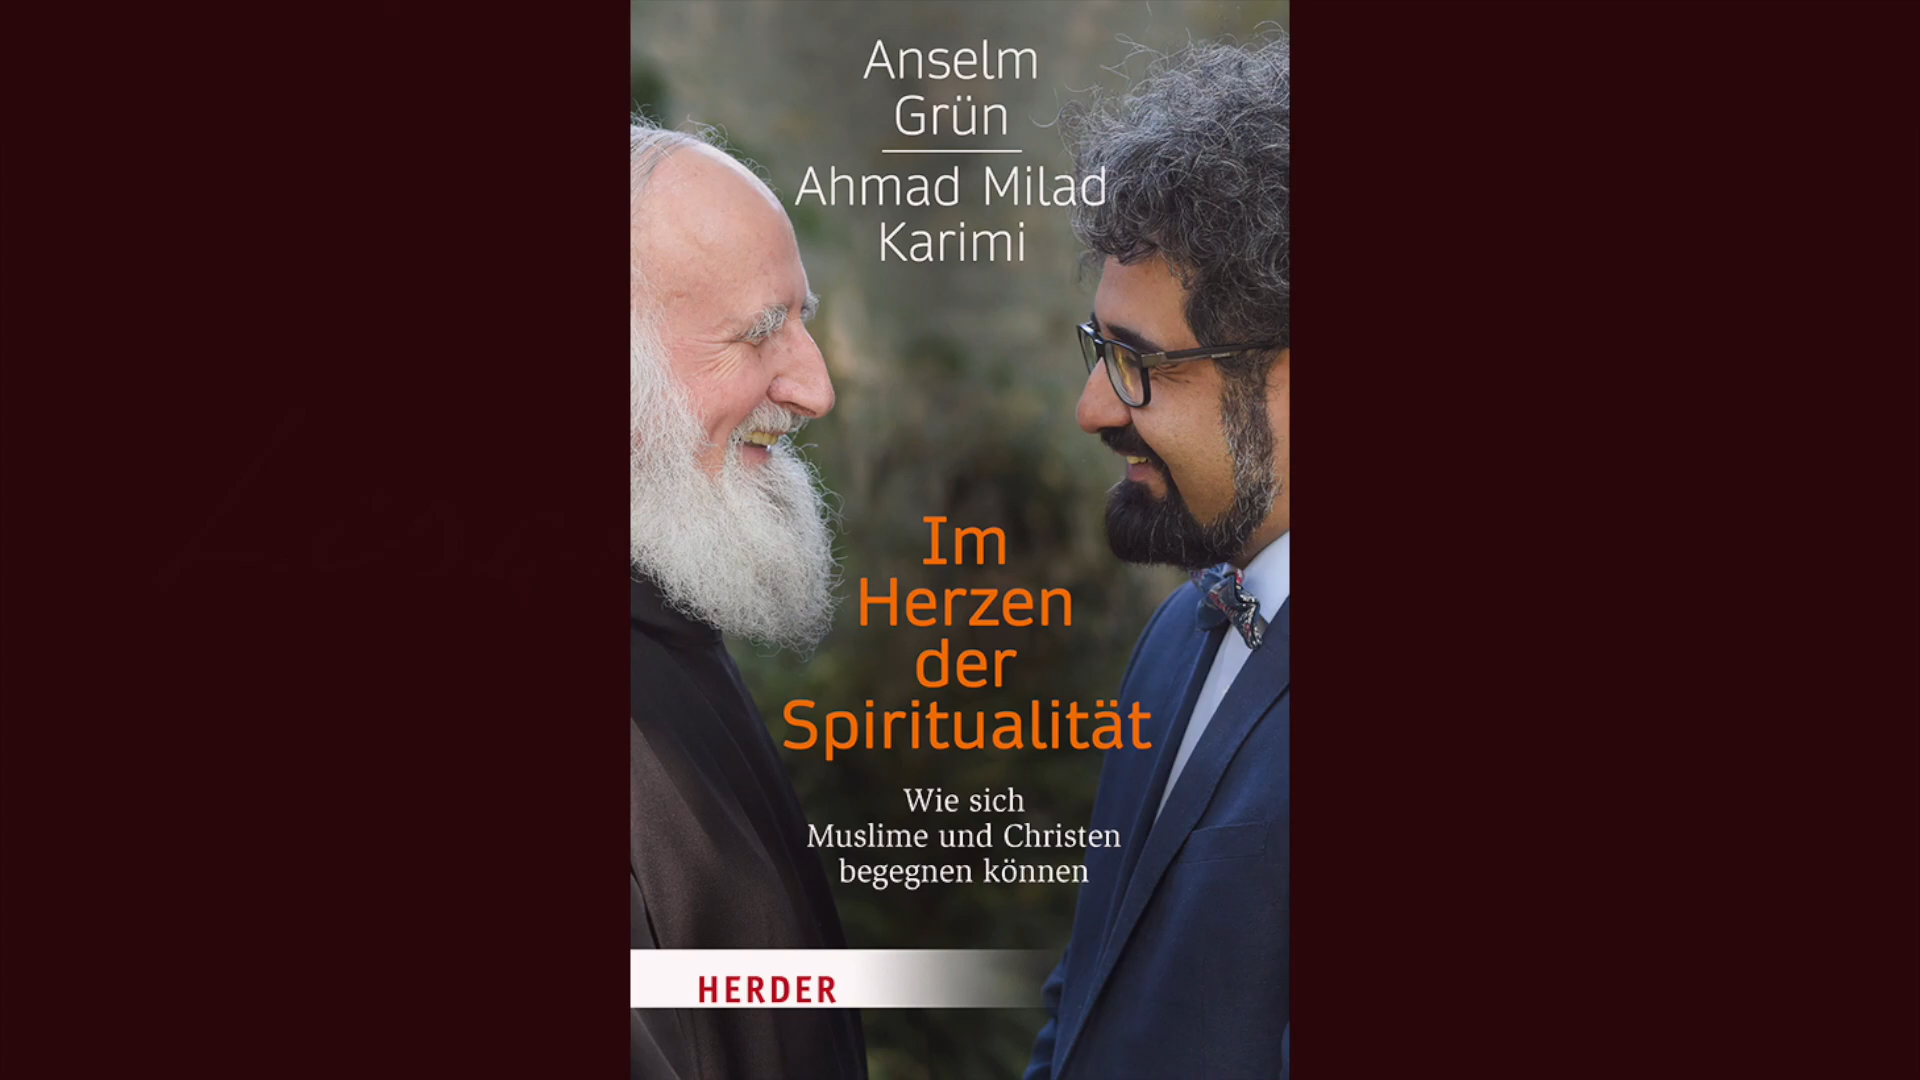 Anselm
Grün
Ahmad Milad
Karimi
Im
Herzen
der
Spiritualität
Wie sich
Muslime und Christen
begegnen können
HERDER